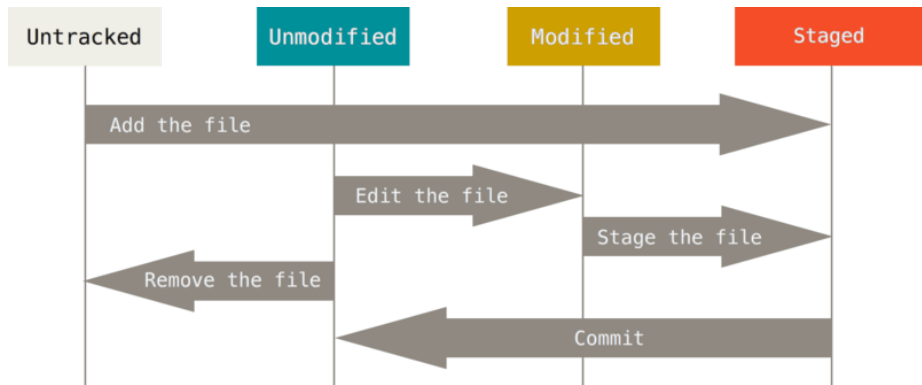 Untracked
Unmodified
Modified
Staged
Add the file
Edit the file
Stage the file
Remove the file
Commit